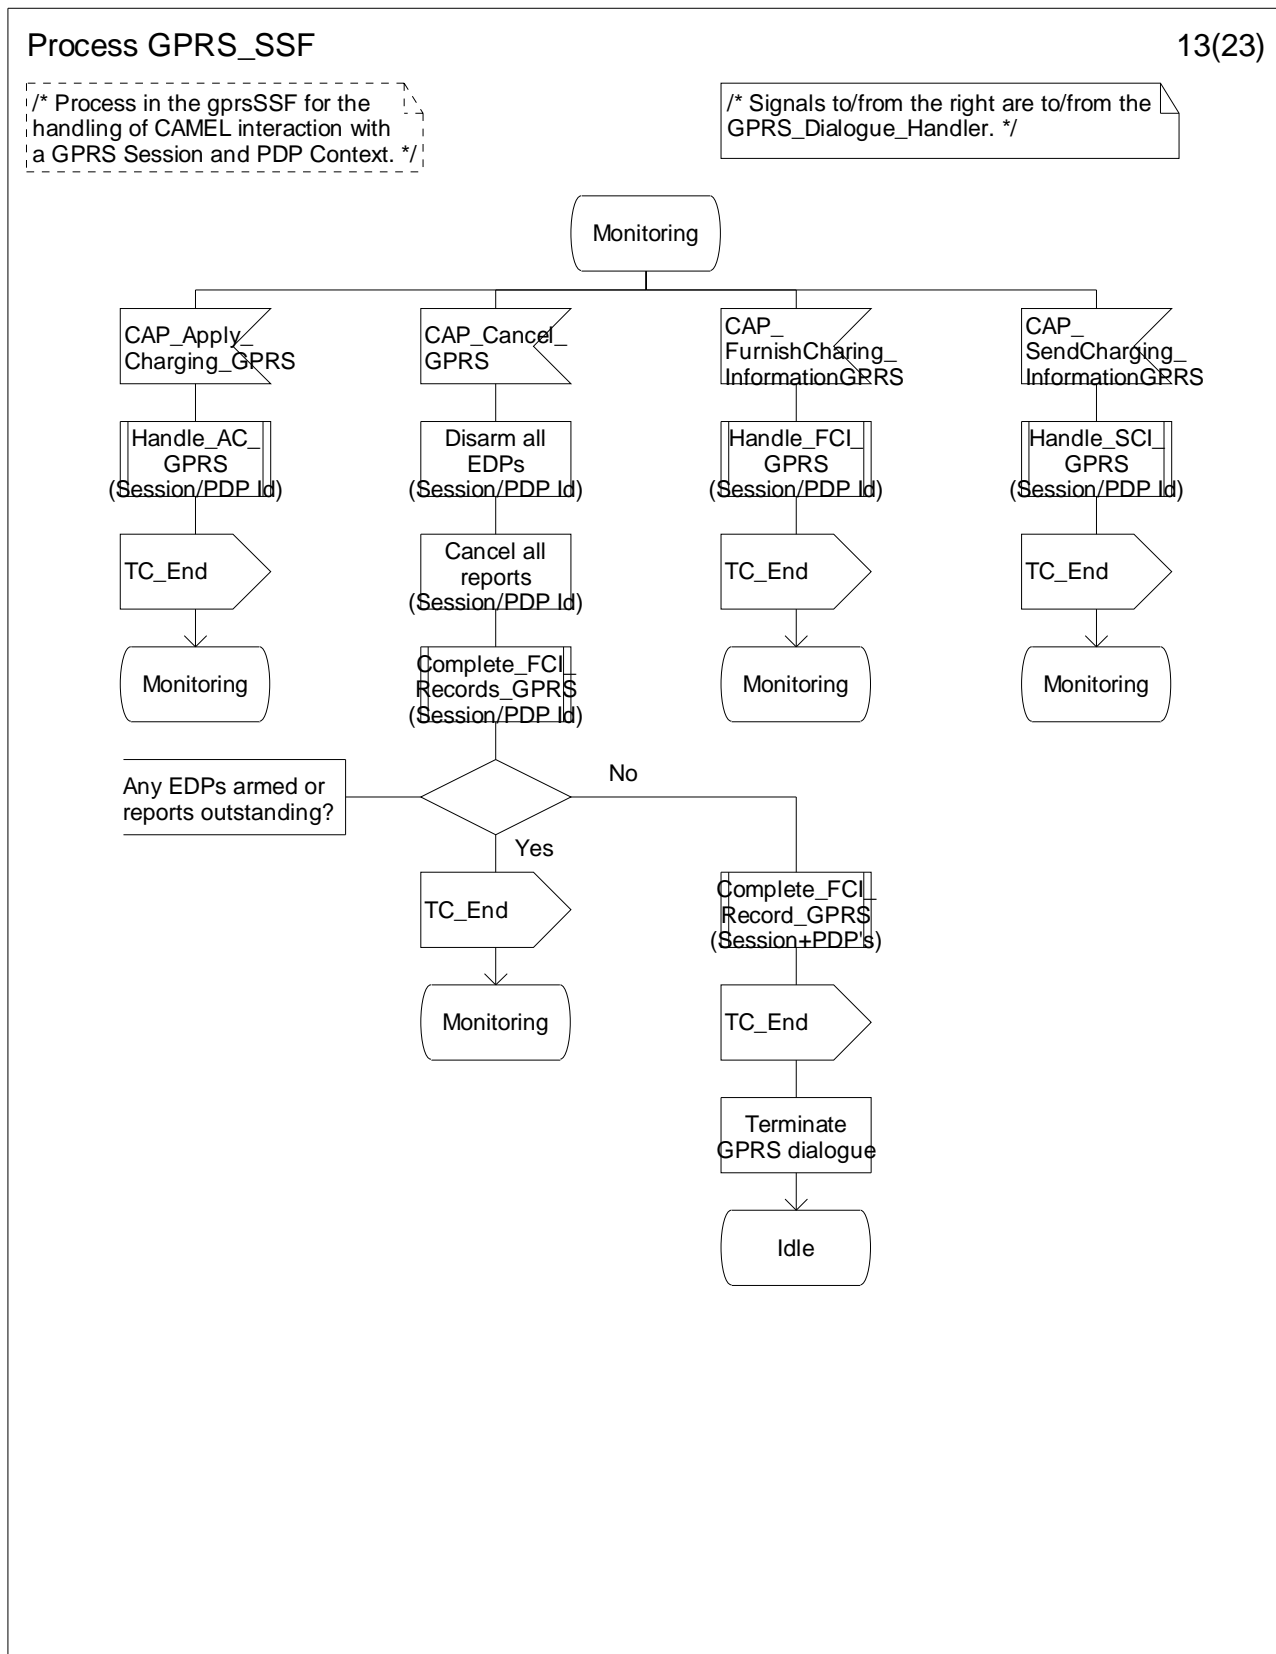 Process GPRS_SSF
13(23)
/* Process in the gprsSSF for the
handling of CAMEL interaction with
a GPRS Session and PDP Context. */
/* Signals to/from the right are to/from the
GPRS_Dialogue_Handler. */
Monitoring
CAP_Apply_
Charging_GPRS
CAP_Cancel_
GPRS
CAP_
FurnishCharing_
InformationGPRS
CAP_
SendCharging_
InformationGPRS
Handle_AC_
GPRS
(Session/PDP Id)
Disarm all
EDPs
(Session/PDP Id)
Handle_FCI_
GPRS
(Session/PDP Id)
Handle_SCI_
GPRS
(Session/PDP Id)
TC_End
Cancel all
reports
(Session/PDP Id)
TC_End
TC_End
Monitoring
Complete_FCI_
Records_GPRS
(Session/PDP Id)
Monitoring
Monitoring
Any EDPs armed or
reports outstanding?
No
Yes
TC_End
Complete_FCI_
Record_GPRS
(Session+PDP's)
Monitoring
TC_End
Terminate
GPRS dialogue
Idle